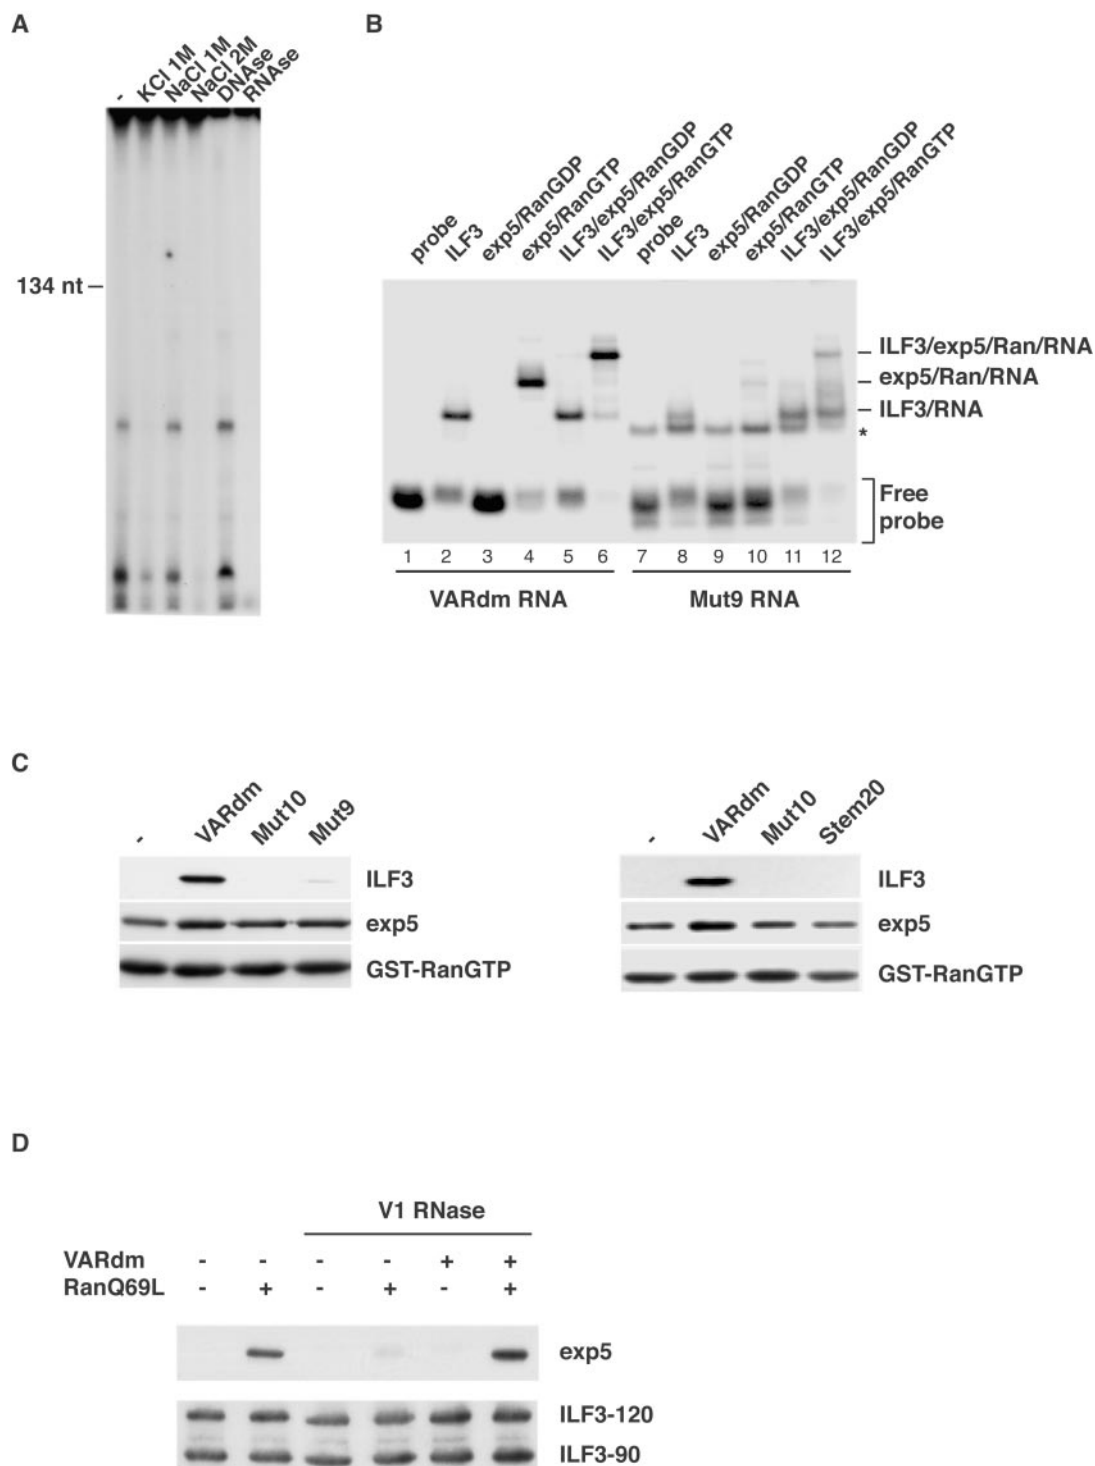 A
-
KCl 1M
NaCl 1M
NaCl 2M
DNAse
RNAse
134 nt
B
probe
ILF3
exp5/RanGDP
exp5/RanGTP
ILF3/exp5/RanGDP
ILF3/exp5/RanGTP
probe
ILF3
exp5/RanGDP
exp5/RanGTP
ILF3/exp5/RanGDP
ILF3/exp5/RanGTP
ILF3/exp5/Ran/RNA
exp5/Ran/RNA
ILF3/RNA
*
Free
probe
1 2 3 4 5 6 7 8 9 10 11 12
VARdm RNA Mut9 RNA
C
- VARdm Mut10 Mut9
ILF3
exp5
GST-RanGTP
- VARdm Mut10 Stem20
ILF3
exp5
GST-RanGTP
D
V1 RNase
VARdm - - - - + +
RanQ69L - + - + - +
exp5
ILF3-120
ILF3-90